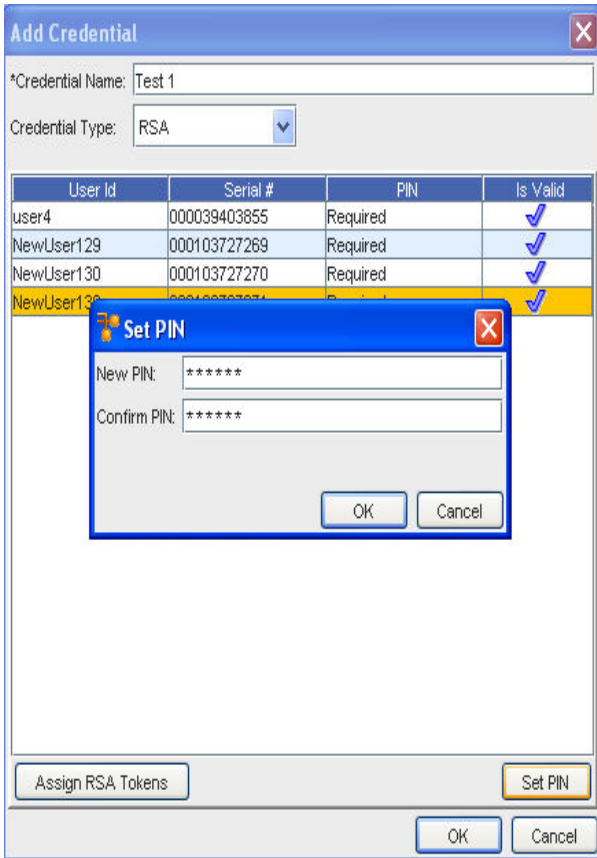 Add Credential
*Credential Name: Test 1
Credential Type: RSA
User Id Serial # PIN Is Valid
user4 000039403855 Required
NewUser129 000103727269 Required
NewUser130 000103727270 Required
Set PIN
New PIN: ******
Confirm PIN: ******
OK Cancel
Assign RSA Tokens Set PIN
OK Cancel